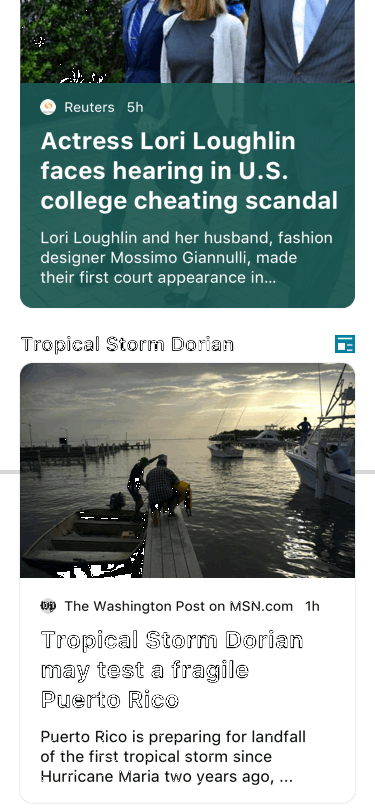 Reuters 5h
Actress Lori Loughlin
faces hearing in U.S.
college cheating scandal
Lori Loughlin and her husband, fashion
designer Mossimo Giannulli, made
their first court appearance in...
Tropical Storm Dorian
The Washington Post on MSN.com 1h
Tropical Storm Dorian
may test a fragile
Puerto Rico
Puerto Rico is preparing for landfall
of the first tropical storm since
Hurricane Maria two years ago, ...